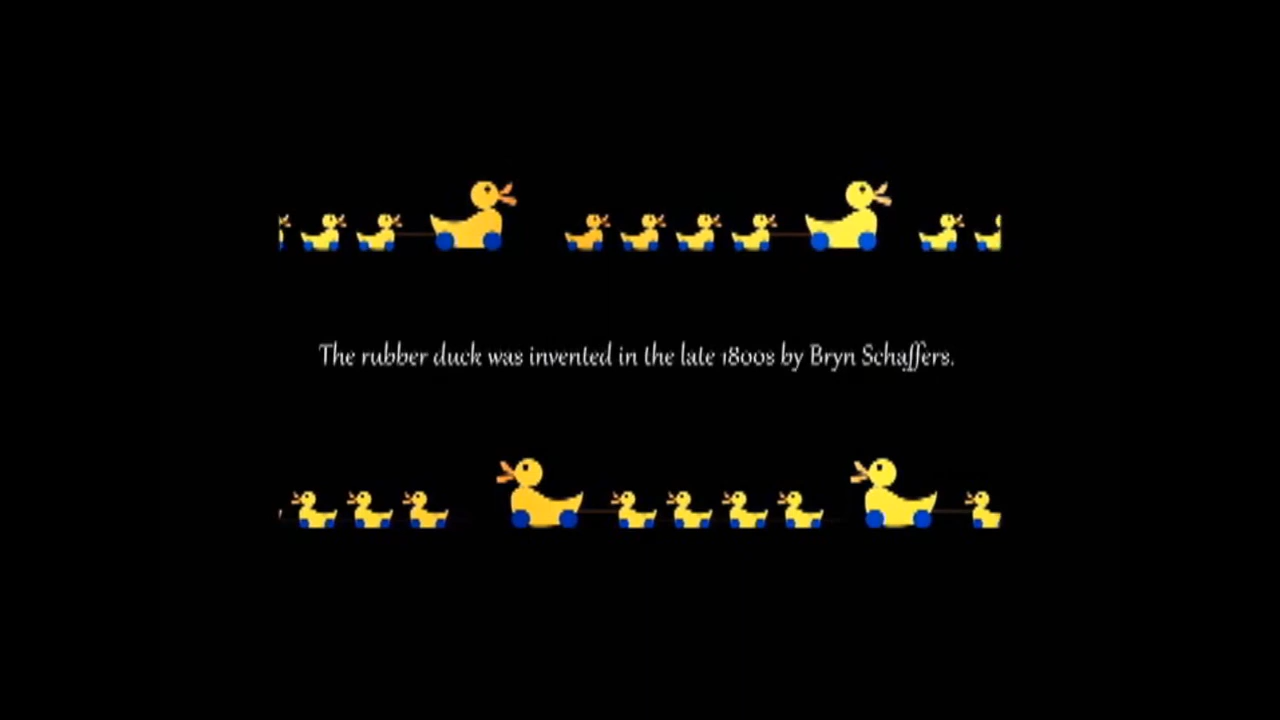 The rubber duck was invented in the late 1800s by Bryn Schaffers.